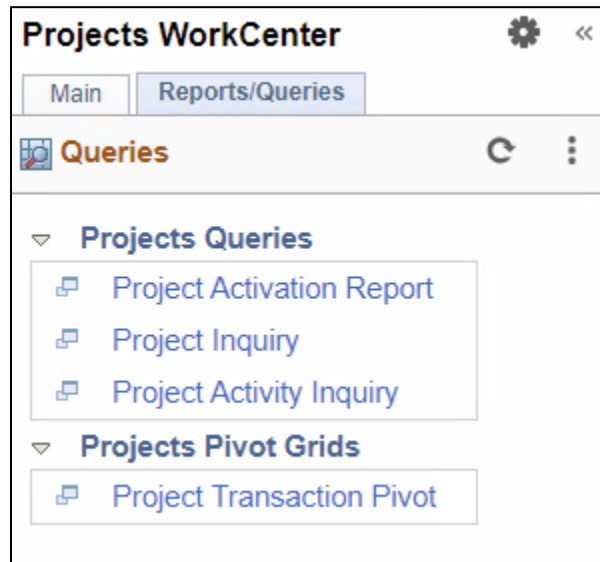 Projects WorkCenter
Main Reports/Queries
Queries
Projects Queries
Project Activation Report
Project Inquiry
Project Activity Inquiry
Projects Pivot Grids
Project Transaction Pivot